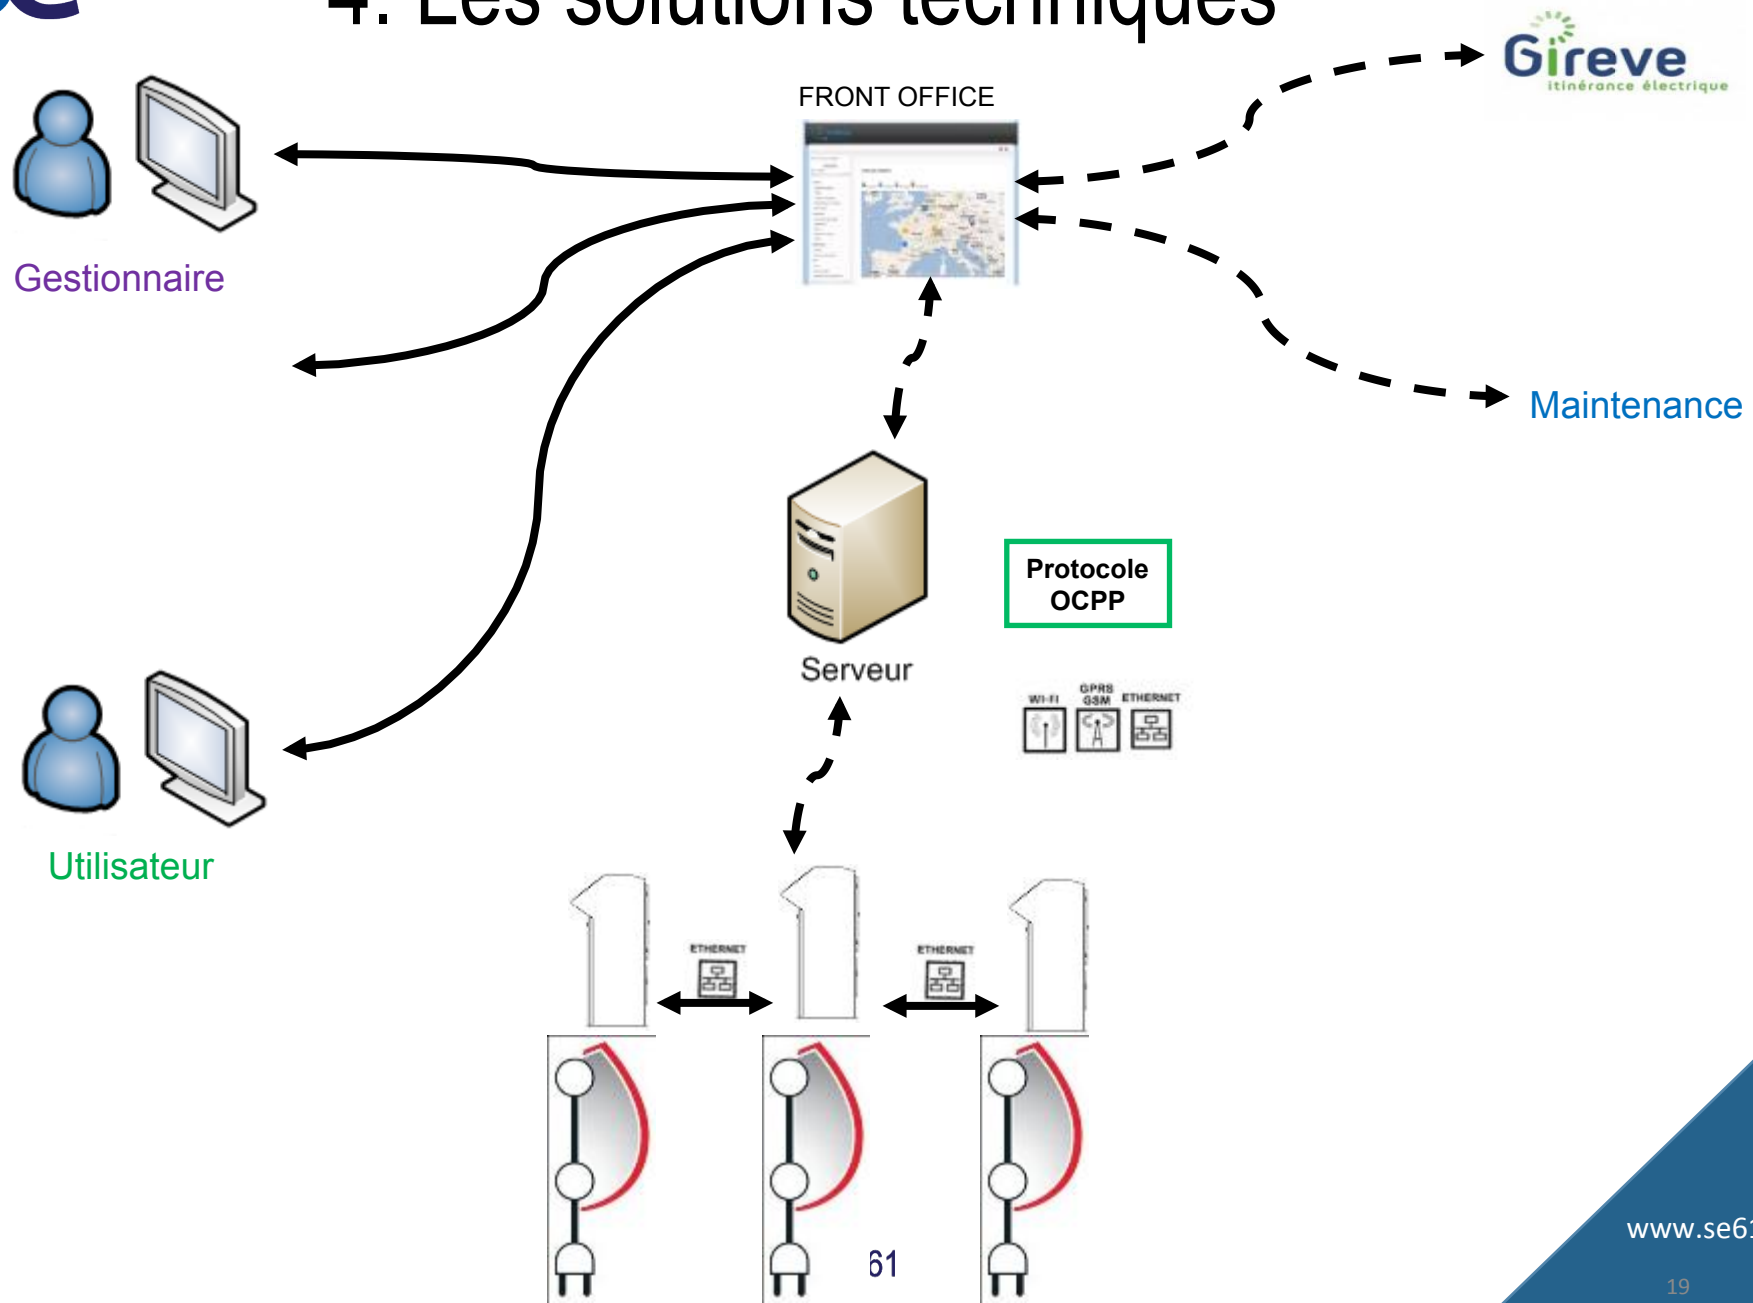 4. Les solutions techniques
Gireve
itinérance électrique
FRONT OFFICE
Gestionnaire
Maintenance
Protocole
OCPP
Serveur
WI-FI
GPRS
GSM
ETHERNET
Utilisateur
ETHERNET
ETHERNET
61
www.se61
19